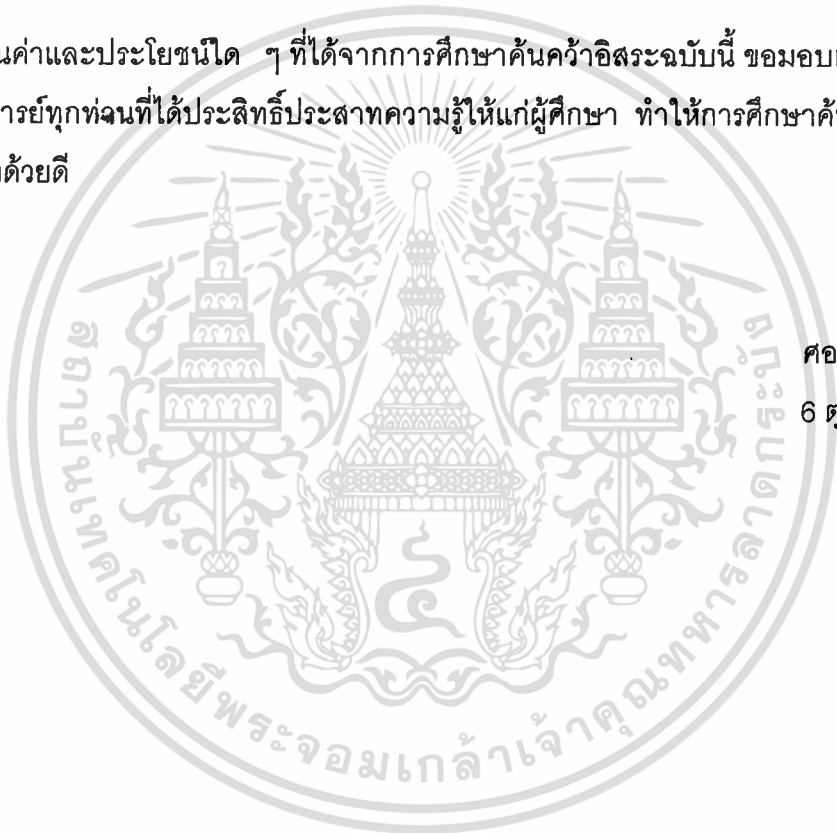 นค่าและประโยชน์ใด ๆ ที่ได้จากการศึกษาค้นคว้าอิสระฉบับนี้ ขอมอบ
ารย์ทุกท่านที่ได้ประสิทธิ์ประสาทความรู้ให้แก่ผู้ศึกษา ทำให้การศึกษาค้
ด้วยดี
ศอ
6 ตุ
สถาบันเทคโนโลยีพระจอมเกล้าเจ้าคุณทหารลาดกระบัง